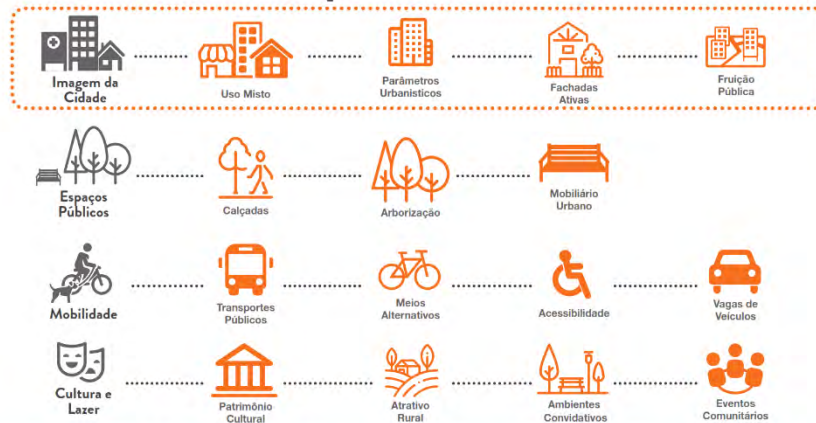 Imagem da
Cidade
Uso Misto
Parâmetros
Urbanisticos
Fachadas
Ativas
Fruição
Pública
Espaços
Públicos
Calçadas
Arborização
Mobiliário
Urbano
Mobilidade
Transportes
Públicos
Meios
Alternativos
Acessibilidade
Vagas de
Veículos
Cultura e
Lazer
Patrimônio
Cultural
Atrativo
Rural
Ambientes
Convidativos
Eventos
Comunitários